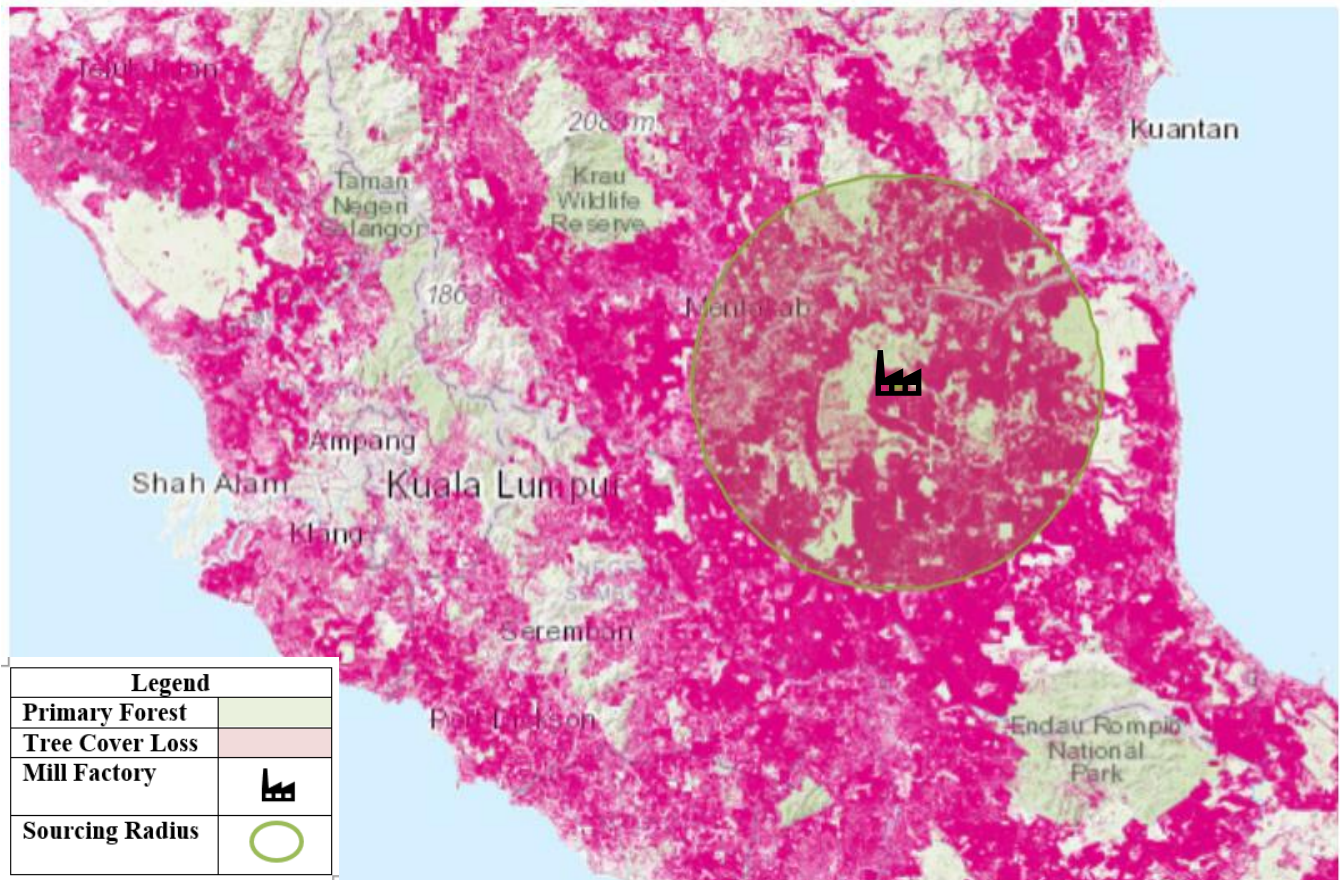 Teluk Intan
2069 m
Kuantan
Taman
Negeri
Selangor
Krau
Wildlife
Reserve
1863 m
Mentakab
Ampang
Shah Alam
Kuala Lumpur
Klang
Seremban
Port Dickson
Endau Rompin
National
Park
Legend
Primary Forest
Tree Cover Loss
Mill Factory
Sourcing Radius